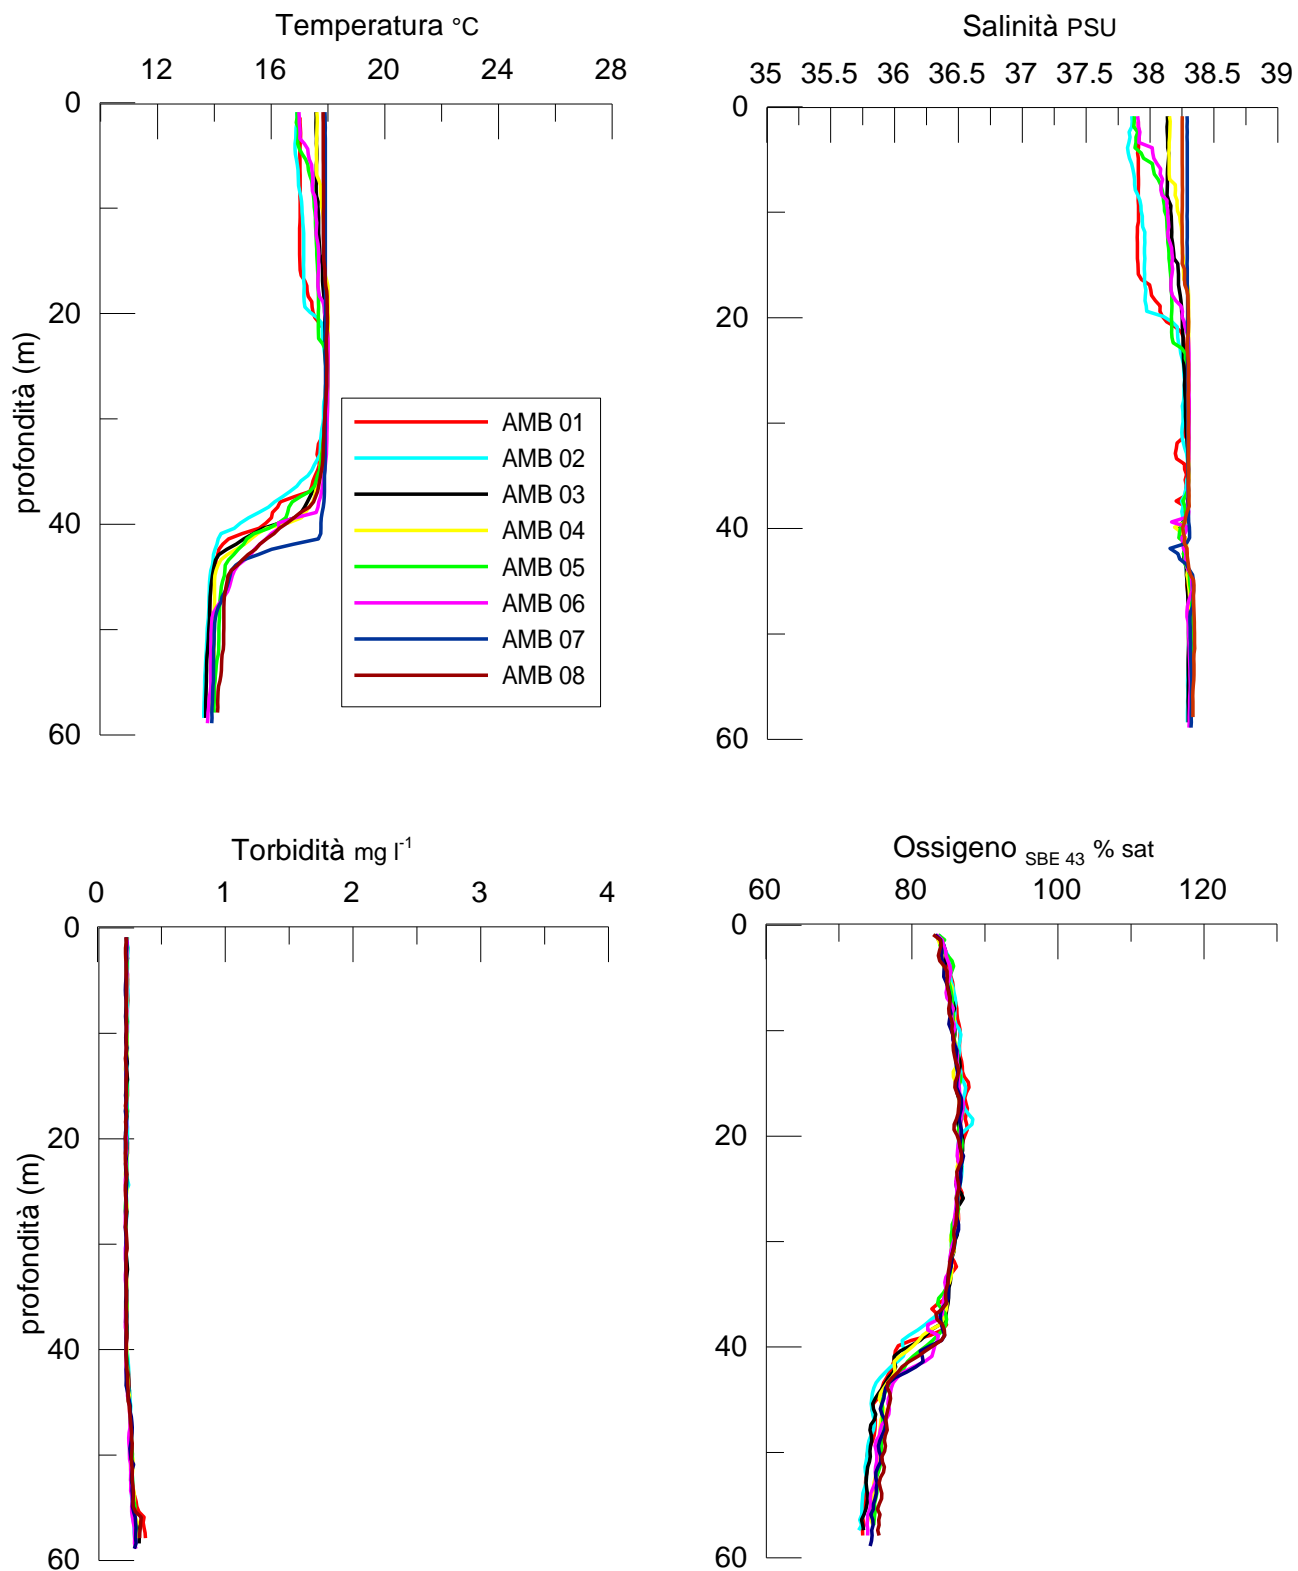 Temperatura °C
12 16 20 24 28
0
20
40
60
profondità (m)
AMB 01
AMB 02
AMB 03
AMB 04
AMB 05
AMB 06
AMB 07
AMB 08
Salinità PSU
35 35.5 36 36.5 37 37.5 38 38.5 39
0
20
40
60
Torbidità mg l-1
0 1 2 3 4
0
20
40
60
profondità (m)
Ossigeno SBE 43 % sat
60 80 100 120
0
20
40
60